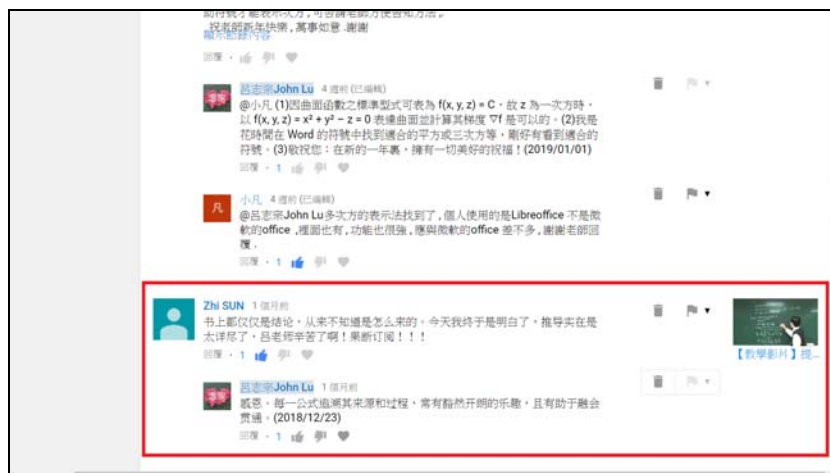 祝老師新年快樂,萬事如意.謝謝
回覆 ·
呂志宗John Lu 4 週前 (已編輯)
@小凡 (1)因曲面函數之標準型式可表為 f(x, y, z) = C,故 z 為一次方時,
以 f(x, y, z) = x² + y² − z = 0 表達曲面並計算其梯度 ∇f 是可以的。(2)我是
花時間在 Word 的符號中找到適合的平方或三次方等,剛好有看到適合的
符號。(3)敬祝您:在新的一年裏,擁有一切美好的祝福!(2019/01/01)
回覆 · 1
凡
小凡 4 週前 (已編輯)
@呂志宗John Lu多次方的表示法找到了,個人使用的是Libreoffice 不是微
軟的office ,裡面也有,功能也很強,應與微軟的office 差不多,謝謝老師回
覆 .
回覆 · 1
Zhi SUN 1 個月前
书上都仅仅是结论,从来不知道是怎么来的。今天我终于是明白了,推导实在是
太详尽了,吕老师辛苦了啊!果断订阅!!!
回覆 · 1
【教學影片】提...
呂志宗John Lu 1 個月前
感恩。每一公式追溯其来源和过程,常有豁然开朗的乐趣,且有助于融会
贯通。(2018/12/23)
回覆 · 1